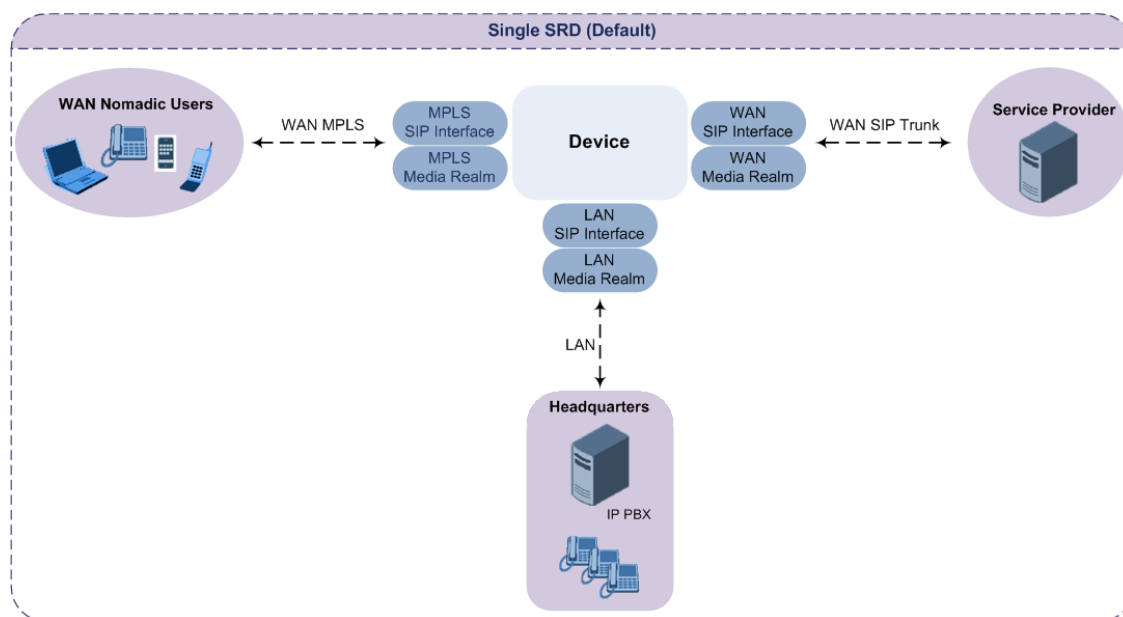 Single SRD (Default)
WAN Nomadic Users
WAN MPLS
MPLS
SIP Interface
MPLS
Media Realm
Device
WAN
SIP Interface
WAN
Media Realm
WAN SIP Trunk
Service Provider
LAN
SIP Interface
LAN
Media Realm
LAN
Headquarters
IP PBX